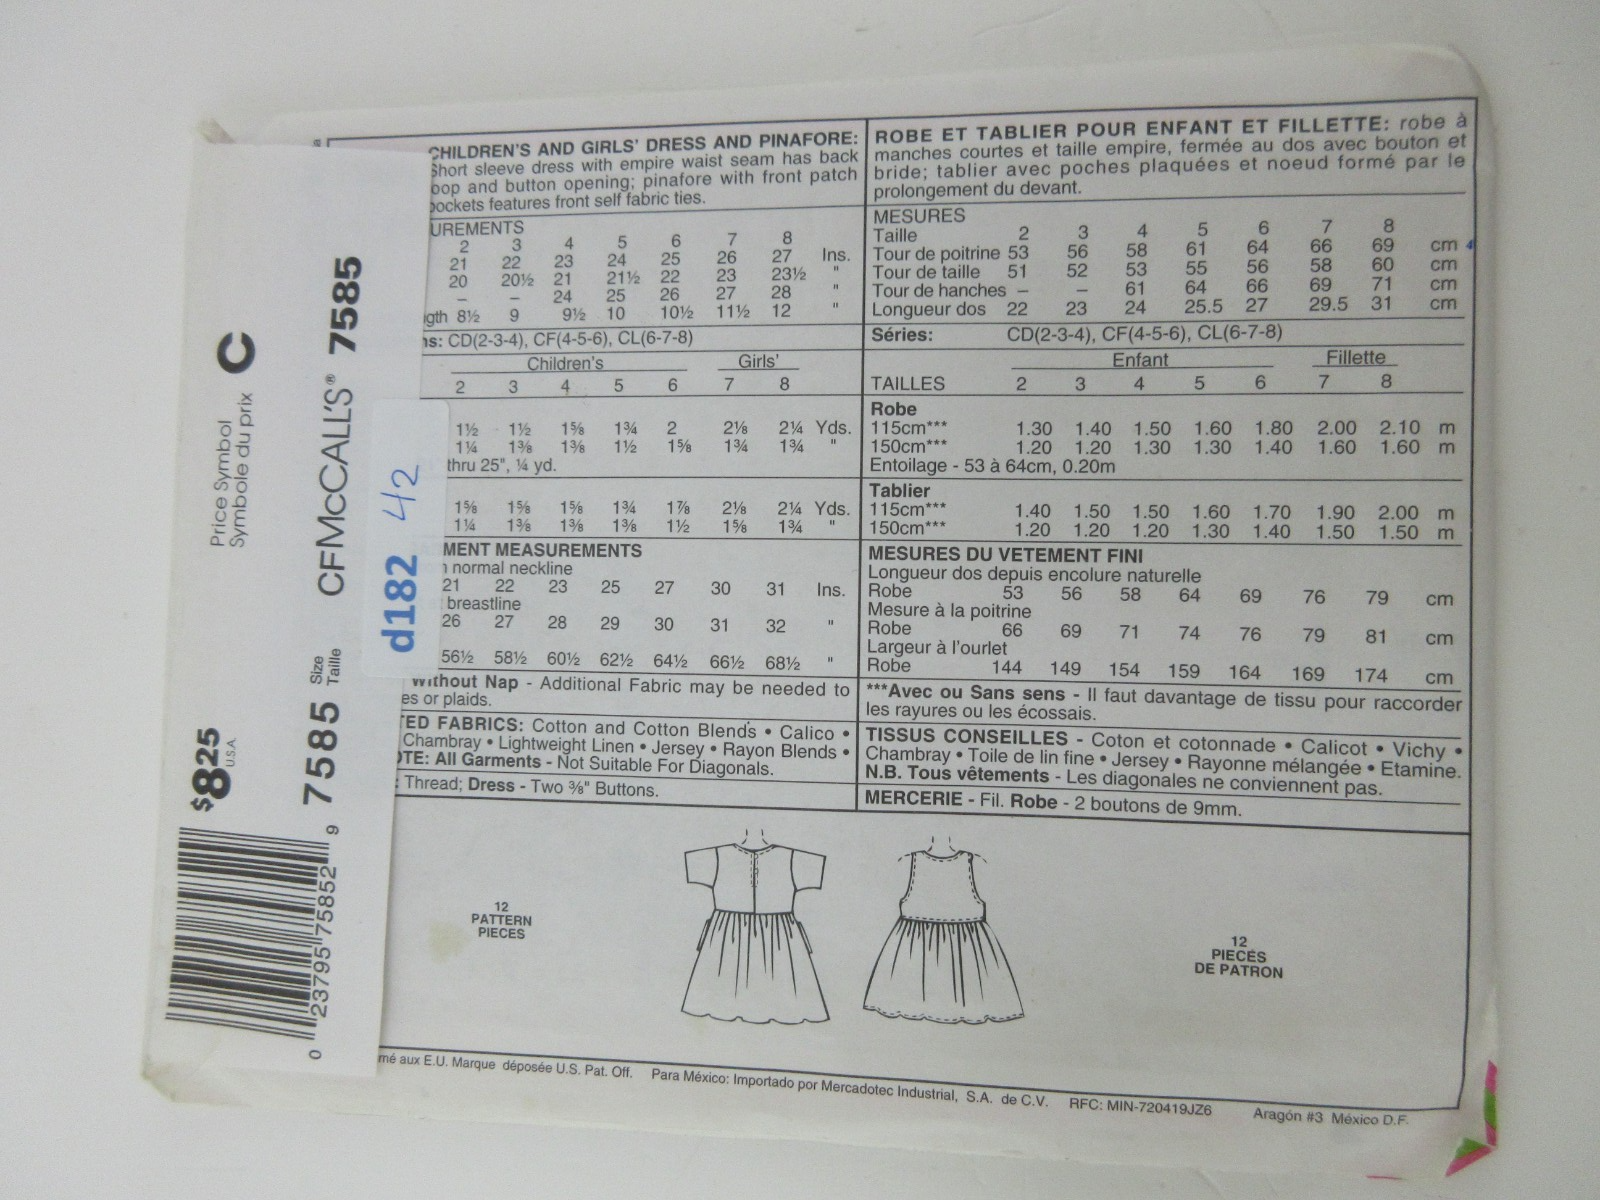 Price Symbol
Symbole du prix C
CFMCCALL'S® 7585
$8.25
U.S.A.
7585
Size
Taille
0 23795 75852 9
d182 42
CHILDREN'S AND GIRLS' DRESS AND PINAFORE:
Short sleeve dress with empire waist seam has back
oop and button opening; pinafore with front patch
pockets features front self fabric ties.
UREMENTS
2 3 4 5 6 7 8
21 22 23 24 25 26 27 Ins.
20 20½ 21 21½ 22 23 23½ "
– – 24 25 26 27 28 "
gth 8½ 9 9½ 10 10½ 11½ 12 "
ns: CD(2-3-4), CF(4-5-6), CL(6-7-8)
Children's Girls'
2 3 4 5 6 7 8
1½ 1½ 1⅝ 1¾ 2 2⅛ 2¼ Yds.
1¼ 1⅜ 1⅜ 1½ 1⅝ 1¾ 1¾ "
thru 25", ¼ yd.
1⅝ 1⅝ 1⅝ 1¾ 1⅞ 2⅛ 2¼ Yds.
1¼ 1⅜ 1⅜ 1⅜ 1½ 1⅝ 1¾ "
MENT MEASUREMENTS
normal neckline
21 22 23 25 27 30 31 Ins.
breastline
26 27 28 29 30 31 32 "
56½ 58½ 60½ 62½ 64½ 66½ 68½ "
Without Nap - Additional Fabric may be needed to
es or plaids.
TED FABRICS: Cotton and Cotton Blends • Calico •
Chambray • Lightweight Linen • Jersey • Rayon Blends •
OTE: All Garments - Not Suitable For Diagonals.
: Thread; Dress - Two ⅜" Buttons.
ROBE ET TABLIER POUR ENFANT ET FILLETTE: robe à
manches courtes et taille empire, fermée au dos avec bouton et
bride; tablier avec poches plaquées et noeud formé par le
prolongement du devant.
MESURES
Taille 2 3 4 5 6 7 8
Tour de poitrine 53 56 58 61 64 66 69 cm
Tour de taille 51 52 53 55 56 58 60 cm
Tour de hanches – – 61 64 66 69 71 cm
Longueur dos 22 23 24 25.5 27 29.5 31 cm
Séries: CD(2-3-4), CF(4-5-6), CL(6-7-8)
Enfant Fillette
TAILLES 2 3 4 5 6 7 8
Robe
115cm*** 1.30 1.40 1.50 1.60 1.80 2.00 2.10 m
150cm*** 1.20 1.20 1.30 1.30 1.40 1.60 1.60 m
Entoilage - 53 à 64cm, 0.20m
Tablier
115cm*** 1.40 1.50 1.50 1.60 1.70 1.90 2.00 m
150cm*** 1.20 1.20 1.20 1.30 1.40 1.50 1.50 m
MESURES DU VETEMENT FINI
Longueur dos depuis encolure naturelle
Robe 53 56 58 64 69 76 79 cm
Mesure à la poitrine
Robe 66 69 71 74 76 79 81 cm
Largeur à l'ourlet
Robe 144 149 154 159 164 169 174 cm
***Avec ou Sans sens - Il faut davantage de tissu pour raccorder
les rayures ou les écossais.
TISSUS CONSEILLES - Coton et cotonnade • Calicot • Vichy •
Chambray • Toile de lin fine • Jersey • Rayonne mélangée • Etamine.
N.B. Tous vêtements - Les diagonales ne conviennent pas.
MERCERIE - Fil. Robe - 2 boutons de 9mm.
12
PATTERN
PIECES
12
PIECES
DE PATRON
mé aux E.U. Marque déposée U.S. Pat. Off. Para México: Importado por Mercadotec Industrial, S.A. de C.V. RFC: MIN-720419JZ6 Aragón #3 México D.F.